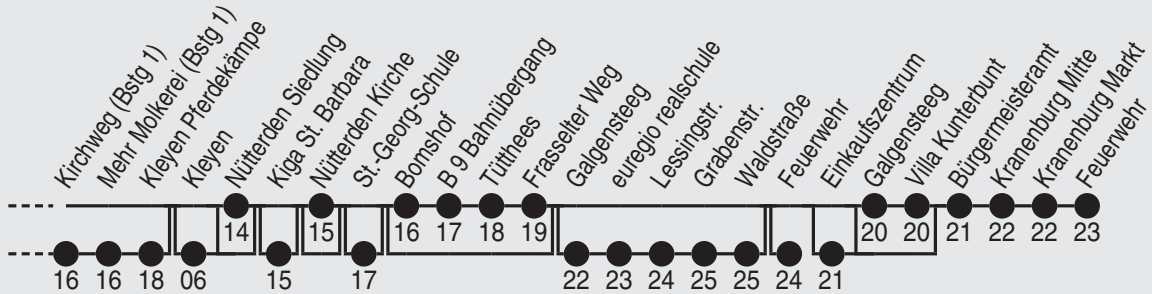 Kirchweg (Bstg 1)
Mehr Molkerei (Bstg 1)
Kleyen Pferdekämpe
Kleyen
Nütterden Siedlung
Kiga St. Barbara
Nütterden Kirche
St.-Georg-Schule
Bomshof
B 9 Bahnübergang
Tütthees
Frasselter Weg
Galgensteeg
euregio realschule
Lessingstr.
Grabenstr.
Waldstraße
Feuerwehr
Einkaufszentrum
Galgensteeg
Villa Kunterbunt
Bürgermeisteramt
Kranenburg Mitte
Kranenburg Markt
Feuerwehr
14 15 16 17 18 19 20 20 21 22 22 23
16 16 18 06 15 17 22 23 24 25 25 24 21